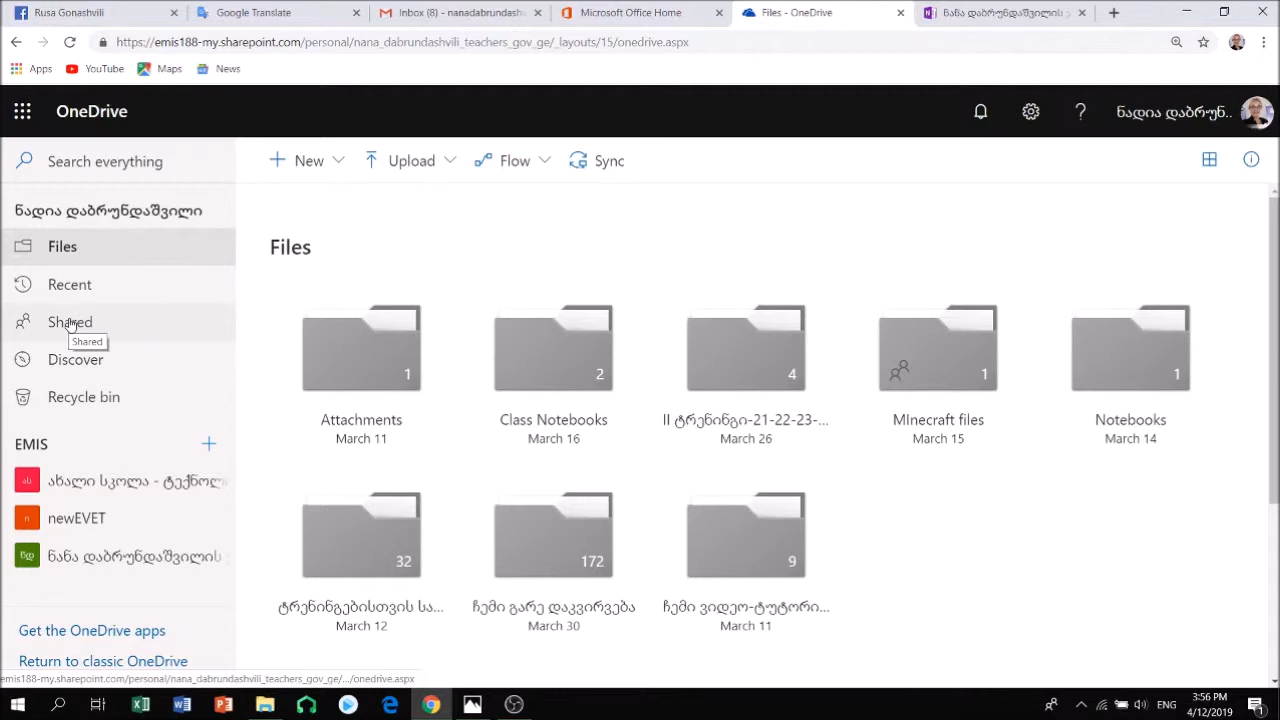 Rusa Gonashvili
Google Translate
Inbox (8) - nanadabrundash
Microsoft Office Home
Files - OneDrive
ნანა დაბრუნდაშვილის
https://emis188-my.sharepoint.com/personal/nana_dabrundashvili_teachers_gov_ge/_layouts/15/onedrive.aspx
Apps
YouTube
Maps
News
OneDrive
?
ნადია დაბრუნ..
Search everything
New
Upload
Flow
Sync
ნადია დაბრუნდაშვილი
Files
Recent
Shared
Shared
Discover
Recycle bin
EMIS
ას ახალი სკოლა - ტექნოლ
n newEVET
ნდ ნანა დაბრუნდაშვილის
Get the OneDrive apps
Return to classic OneDrive
Files
1
Attachments
March 11
2
Class Notebooks
March 16
4
II ტრენინგი-21-22-23-...
March 26
1
MInecraft files
March 15
1
Notebooks
March 14
32
ტრენინგებისთვის სა...
March 12
172
ჩემი გარე დაკვირვება
March 30
9
ჩემი ვიდეო-ტუტორი...
March 11
emis188-my.sharepoint.com/personal/nana_dabrundashvili_teachers_gov_ge/.../onedrive.aspx
ENG
3:56 PM
4/12/2019
1